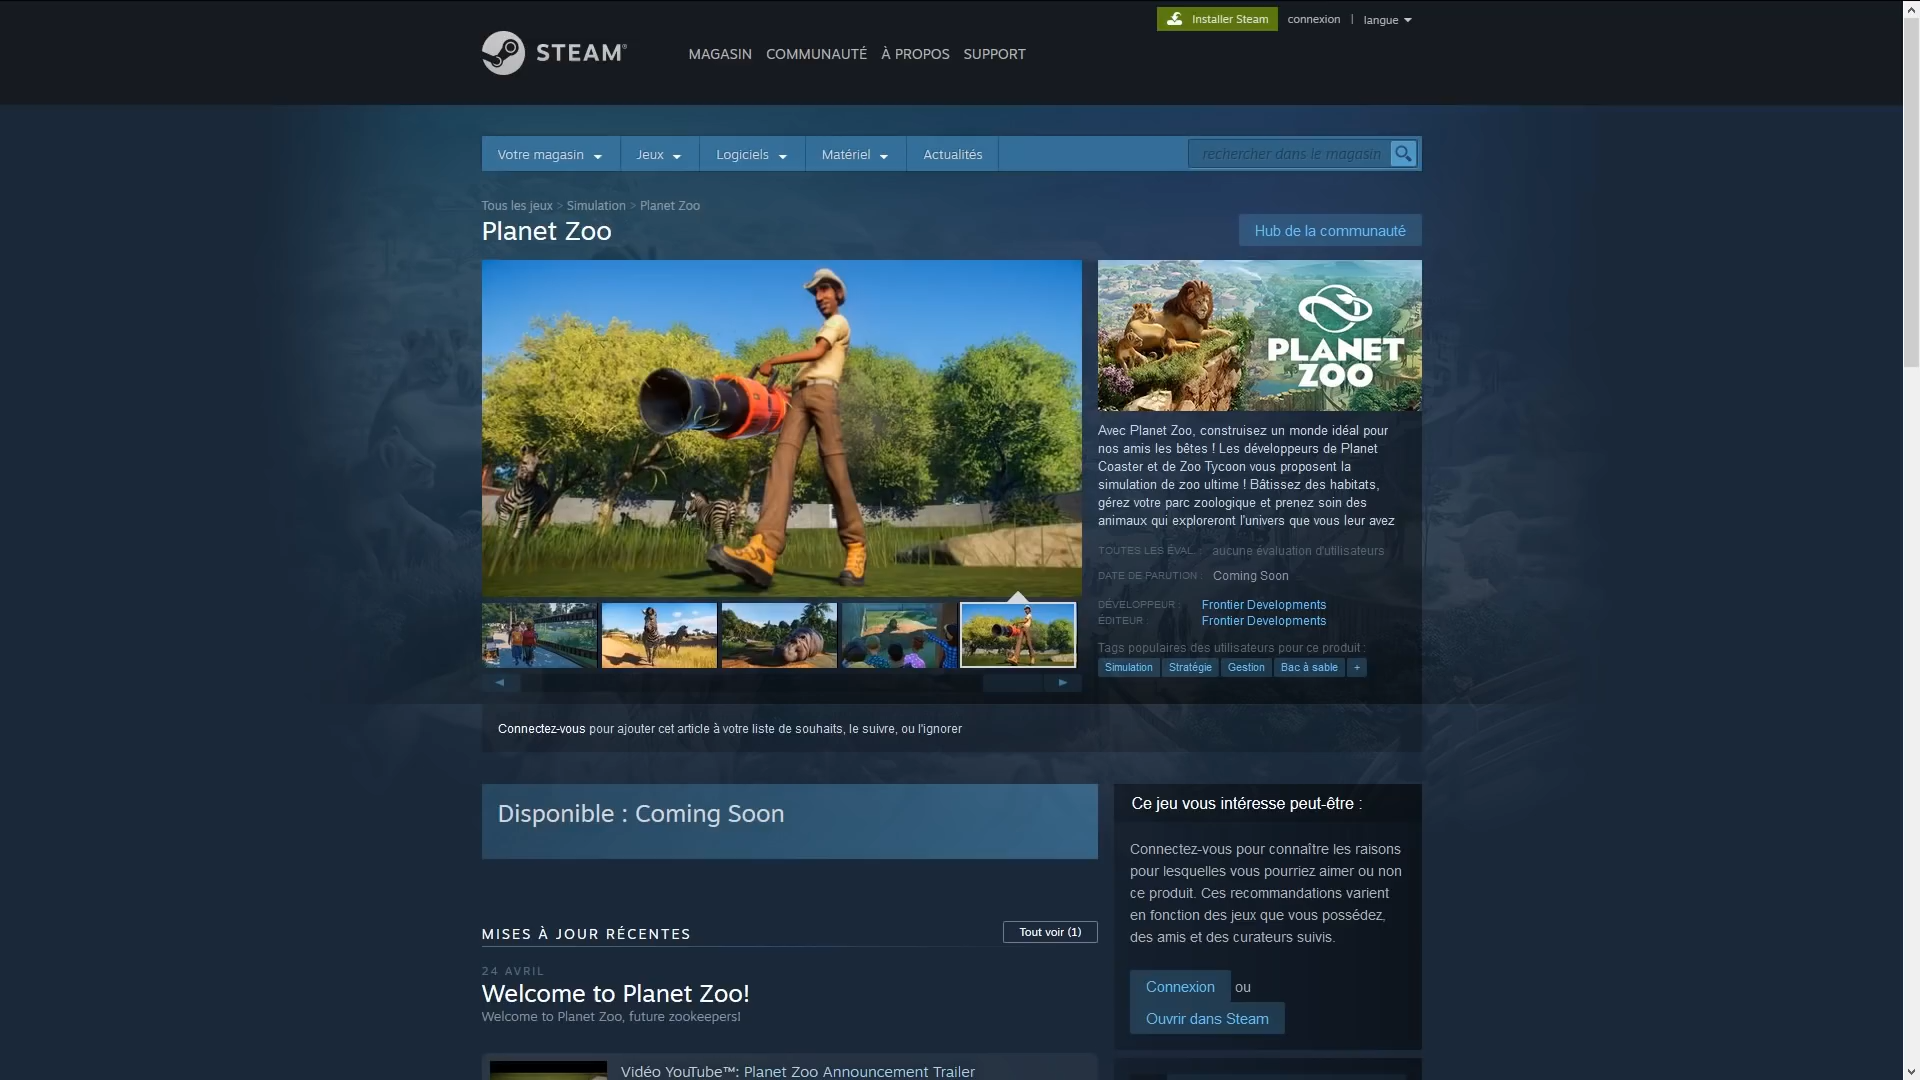 Installer Steam
connexion | langue
STEAM®
MAGASIN COMMUNAUTÉ À PROPOS SUPPORT
Votre magasin Jeux Logiciels Matériel Actualités
rechercher dans le magasin
Tous les jeux > Simulation > Planet Zoo
Planet Zoo
Hub de la communauté
PLANET
ZOO
Avec Planet Zoo, construisez un monde idéal pour
nos amis les bêtes ! Les développeurs de Planet
Coaster et de Zoo Tycoon vous proposent la
simulation de zoo ultime ! Bâtissez des habitats,
gérez votre parc zoologique et prenez soin des
animaux qui exploreront l'univers que vous leur avez
TOUTES LES ÉVAL. : aucune évaluation d'utilisateurs
DATE DE PARUTION : Coming Soon
DÉVELOPPEUR : Frontier Developments
ÉDITEUR : Frontier Developments
Tags populaires des utilisateurs pour ce produit :
Simulation Stratégie Gestion Bac à sable +
Connectez-vous pour ajouter cet article à votre liste de souhaits, le suivre, ou l'ignorer
Disponible : Coming Soon
MISES À JOUR RÉCENTES
Tout voir (1)
24 AVRIL
Welcome to Planet Zoo!
Welcome to Planet Zoo, future zookeepers!
Vidéo YouTube™: Planet Zoo Announcement Trailer
Ce jeu vous intéresse peut-être :
Connectez-vous pour connaître les raisons
pour lesquelles vous pourriez aimer ou non
ce produit. Ces recommandations varient
en fonction des jeux que vous possédez,
des amis et des curateurs suivis.
Connexion ou
Ouvrir dans Steam